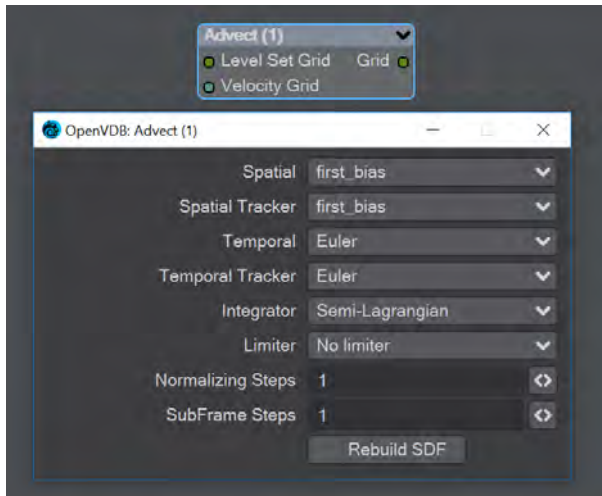 Advect (1)
Level Set Grid Grid
Velocity Grid
OpenVDB: Advect (1)
Spatial first_bias
Spatial Tracker first_bias
Temporal Euler
Temporal Tracker Euler
Integrator Semi-Lagrangian
Limiter No limiter
Normalizing Steps 1
SubFrame Steps 1
Rebuild SDF